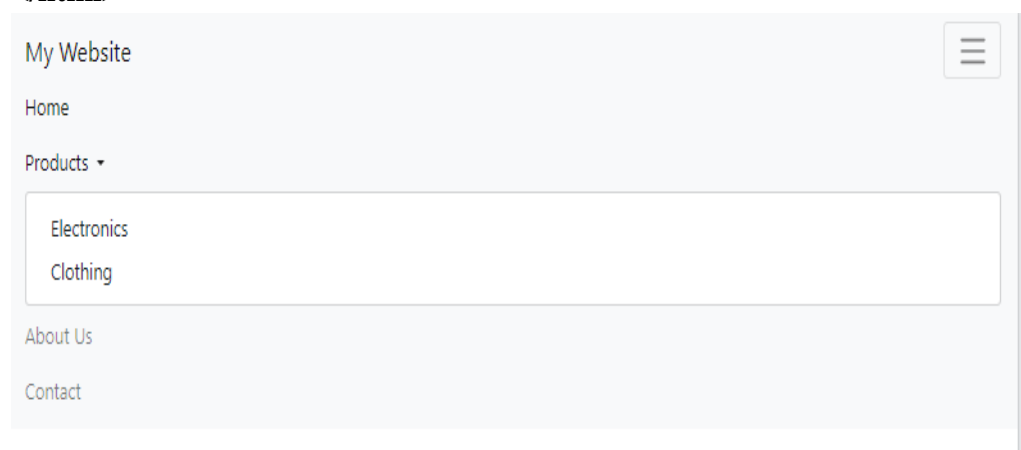 My Website
Home
Products
Electronics
Clothing
About Us
Contact